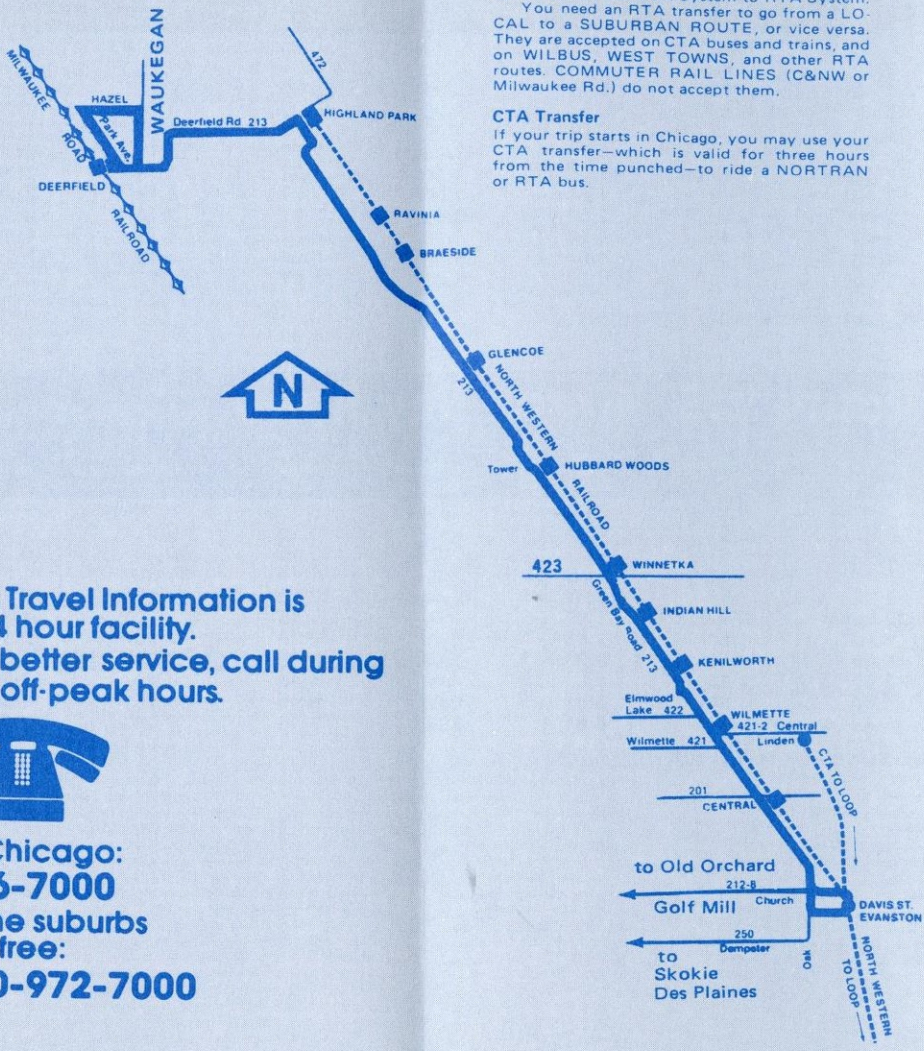 System to RTA System.
You need an RTA transfer to go from a LO-
CAL to a SUBURBAN ROUTE, or vice versa.
They are accepted on CTA buses and trains, and
on WILBUS, WEST TOWNS, and other RTA
routes. COMMUTER RAIL LINES (C&NW or
Milwaukee Rd.) do not accept them.
CTA Transfer
If your trip starts in Chicago, you may use your
CTA transfer—which is valid for three hours
from the time punched—to ride a NORTRAN
or RTA bus.
MILWAUKEE
ROAD
RAILROAD
HAZEL
Park Ave.
WAUKEGAN
DEERFIELD
Deerfield Rd 213
472
HIGHLAND PARK
RAVINIA
BRAESIDE
N
GLENCOE
213
NORTH WESTERN
RAILROAD
Tower
HUBBARD WOODS
423
WINNETKA
Green Bay Road 213
INDIAN HILL
KENILWORTH
Elmwood
Lake 422
WILMETTE
421-2 Central
Wilmette 421
Linden
CTA TO LOOP
201
CENTRAL
to Old Orchard
212-B
Golf Mill
Church
DAVIS ST.
EVANSTON
250
Dempster
Oak
to
Skokie
Des Plaines
NORTH WESTERN
TO LOOP
Travel Information is
4 hour facility.
better service, call during
off-peak hours.
Chicago:
6-7000
he suburbs
free:
0-972-7000